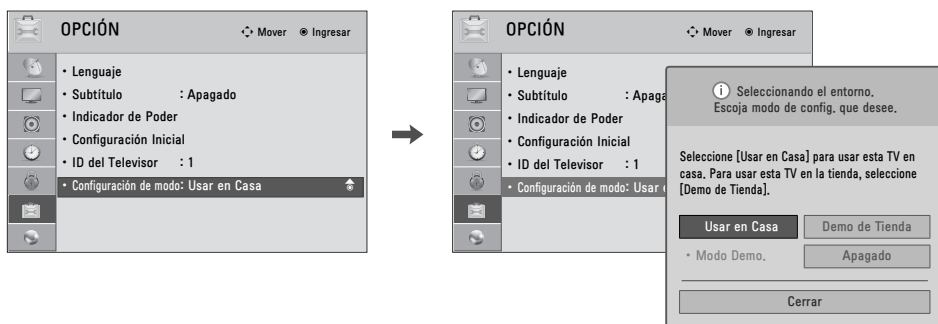 OPCIÓN
Mover Ingresar
• Lenguaje
• Subtítulo : Apagado
• Indicador de Poder
• Configuración Inicial
• ID del Televisor : 1
• Configuración de modo: Usar en Casa
OPCIÓN
Mover Ingresar
• Lenguaje
• Subtítulo : Apaga
• Indicador de Poder
• Configuración Inicial
• ID del Televisor : 1
• Configuración de modo: Usar
i Seleccionando el entorno.
Escoja modo de config. que desee.
Seleccione [Usar en Casa] para usar esta TV en
casa. Para usar esta TV en la tienda, seleccione
[Demo de Tienda].
Usar en Casa Demo de Tienda
• Modo Demo. Apagado
Cerrar